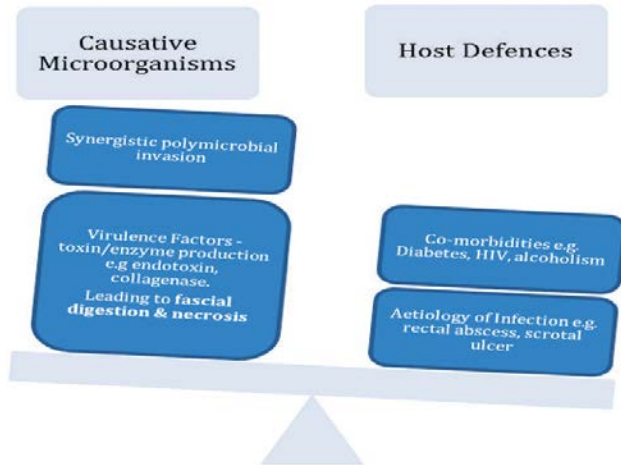 Causative
Microorganisms
Host Defences
Synergistic polymicrobial
invasion
Virulence Factors -
toxin/enzyme production
e.g endotoxin,
collagenase.
Leading to fascial
digestion & necrosis
Co-morbidities e.g.
Diabetes, HIV, alcoholism
Aetiology of Infection e.g.
rectal abscess, scrotal
ulcer